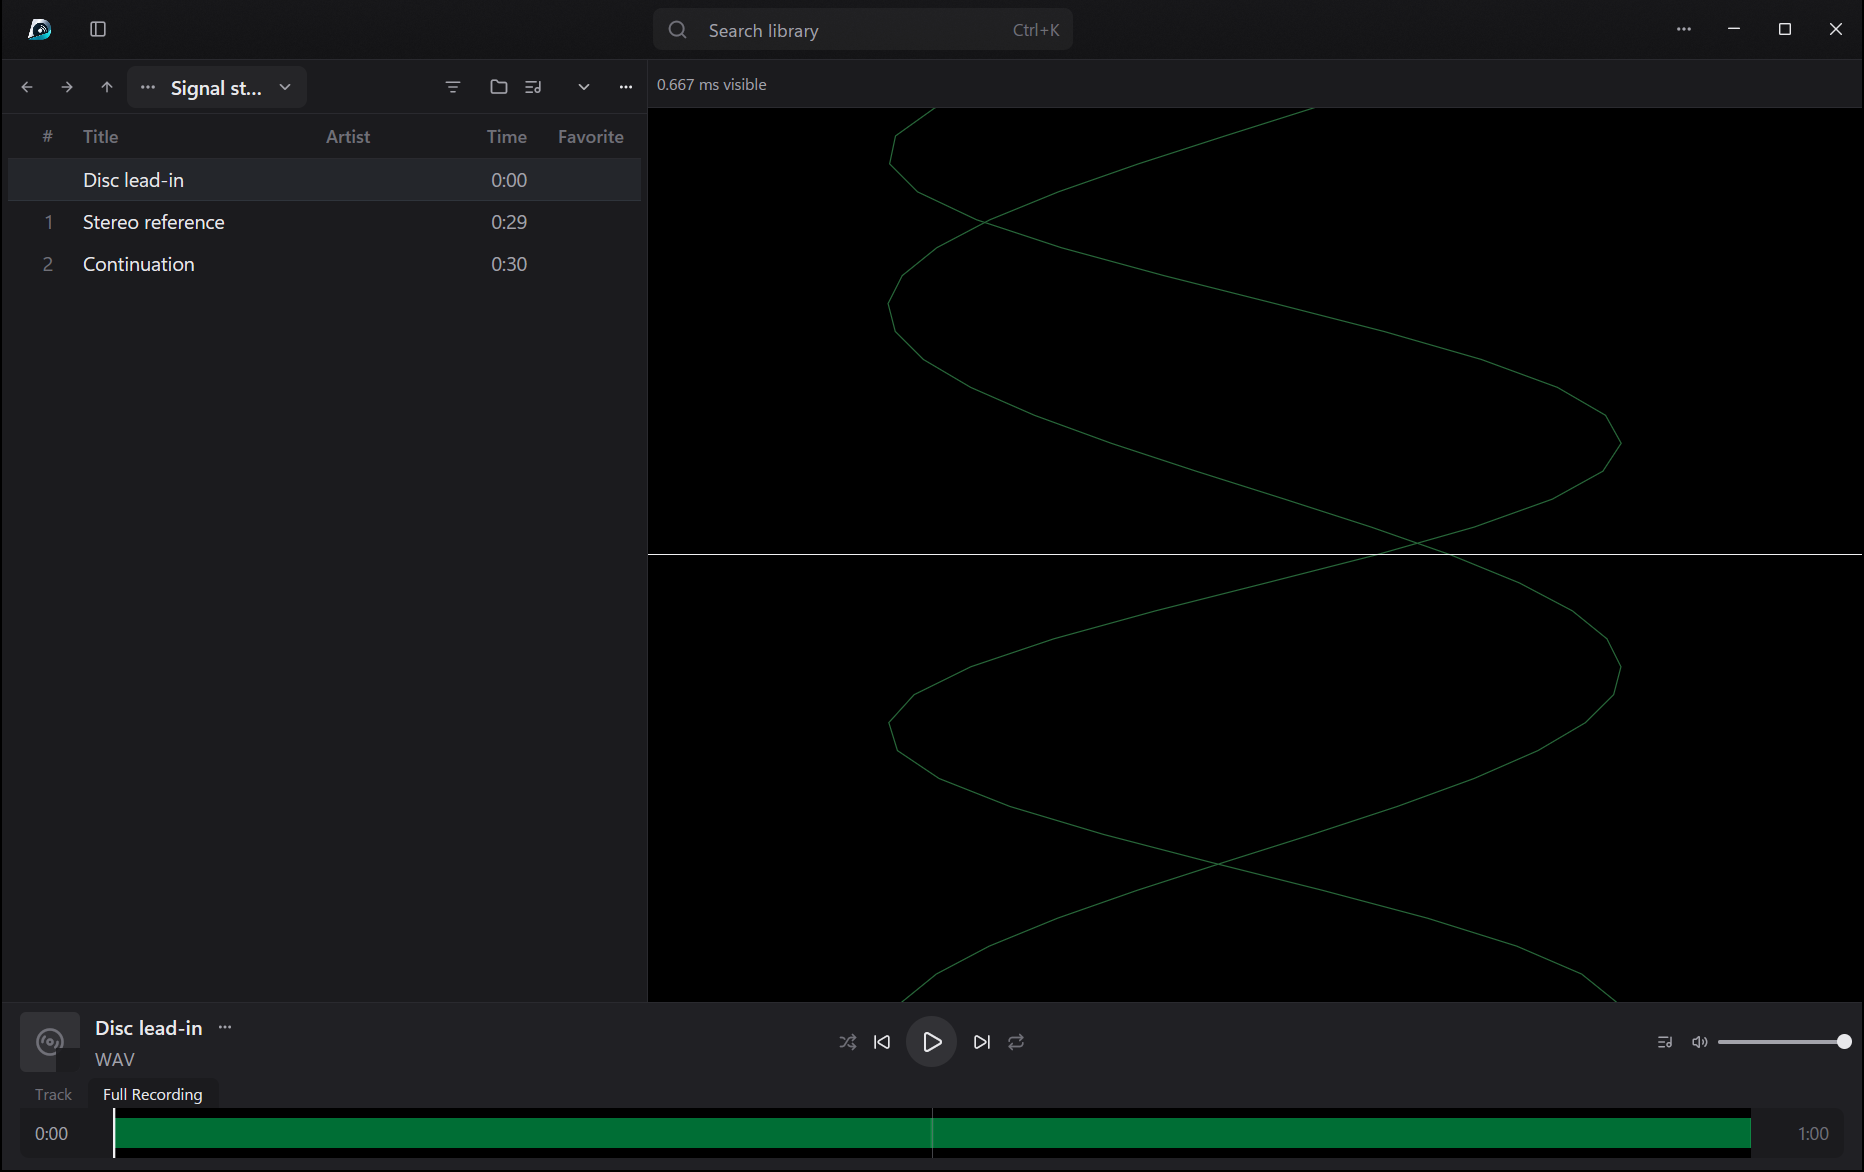 Search library Ctrl+K
Signal st...
0.667 ms visible
# Title Artist Time Favorite
Disc lead-in 0:00
1 Stereo reference 0:29
2 Continuation 0:30
Disc lead-in
WAV
Track Full Recording
0:00 1:00